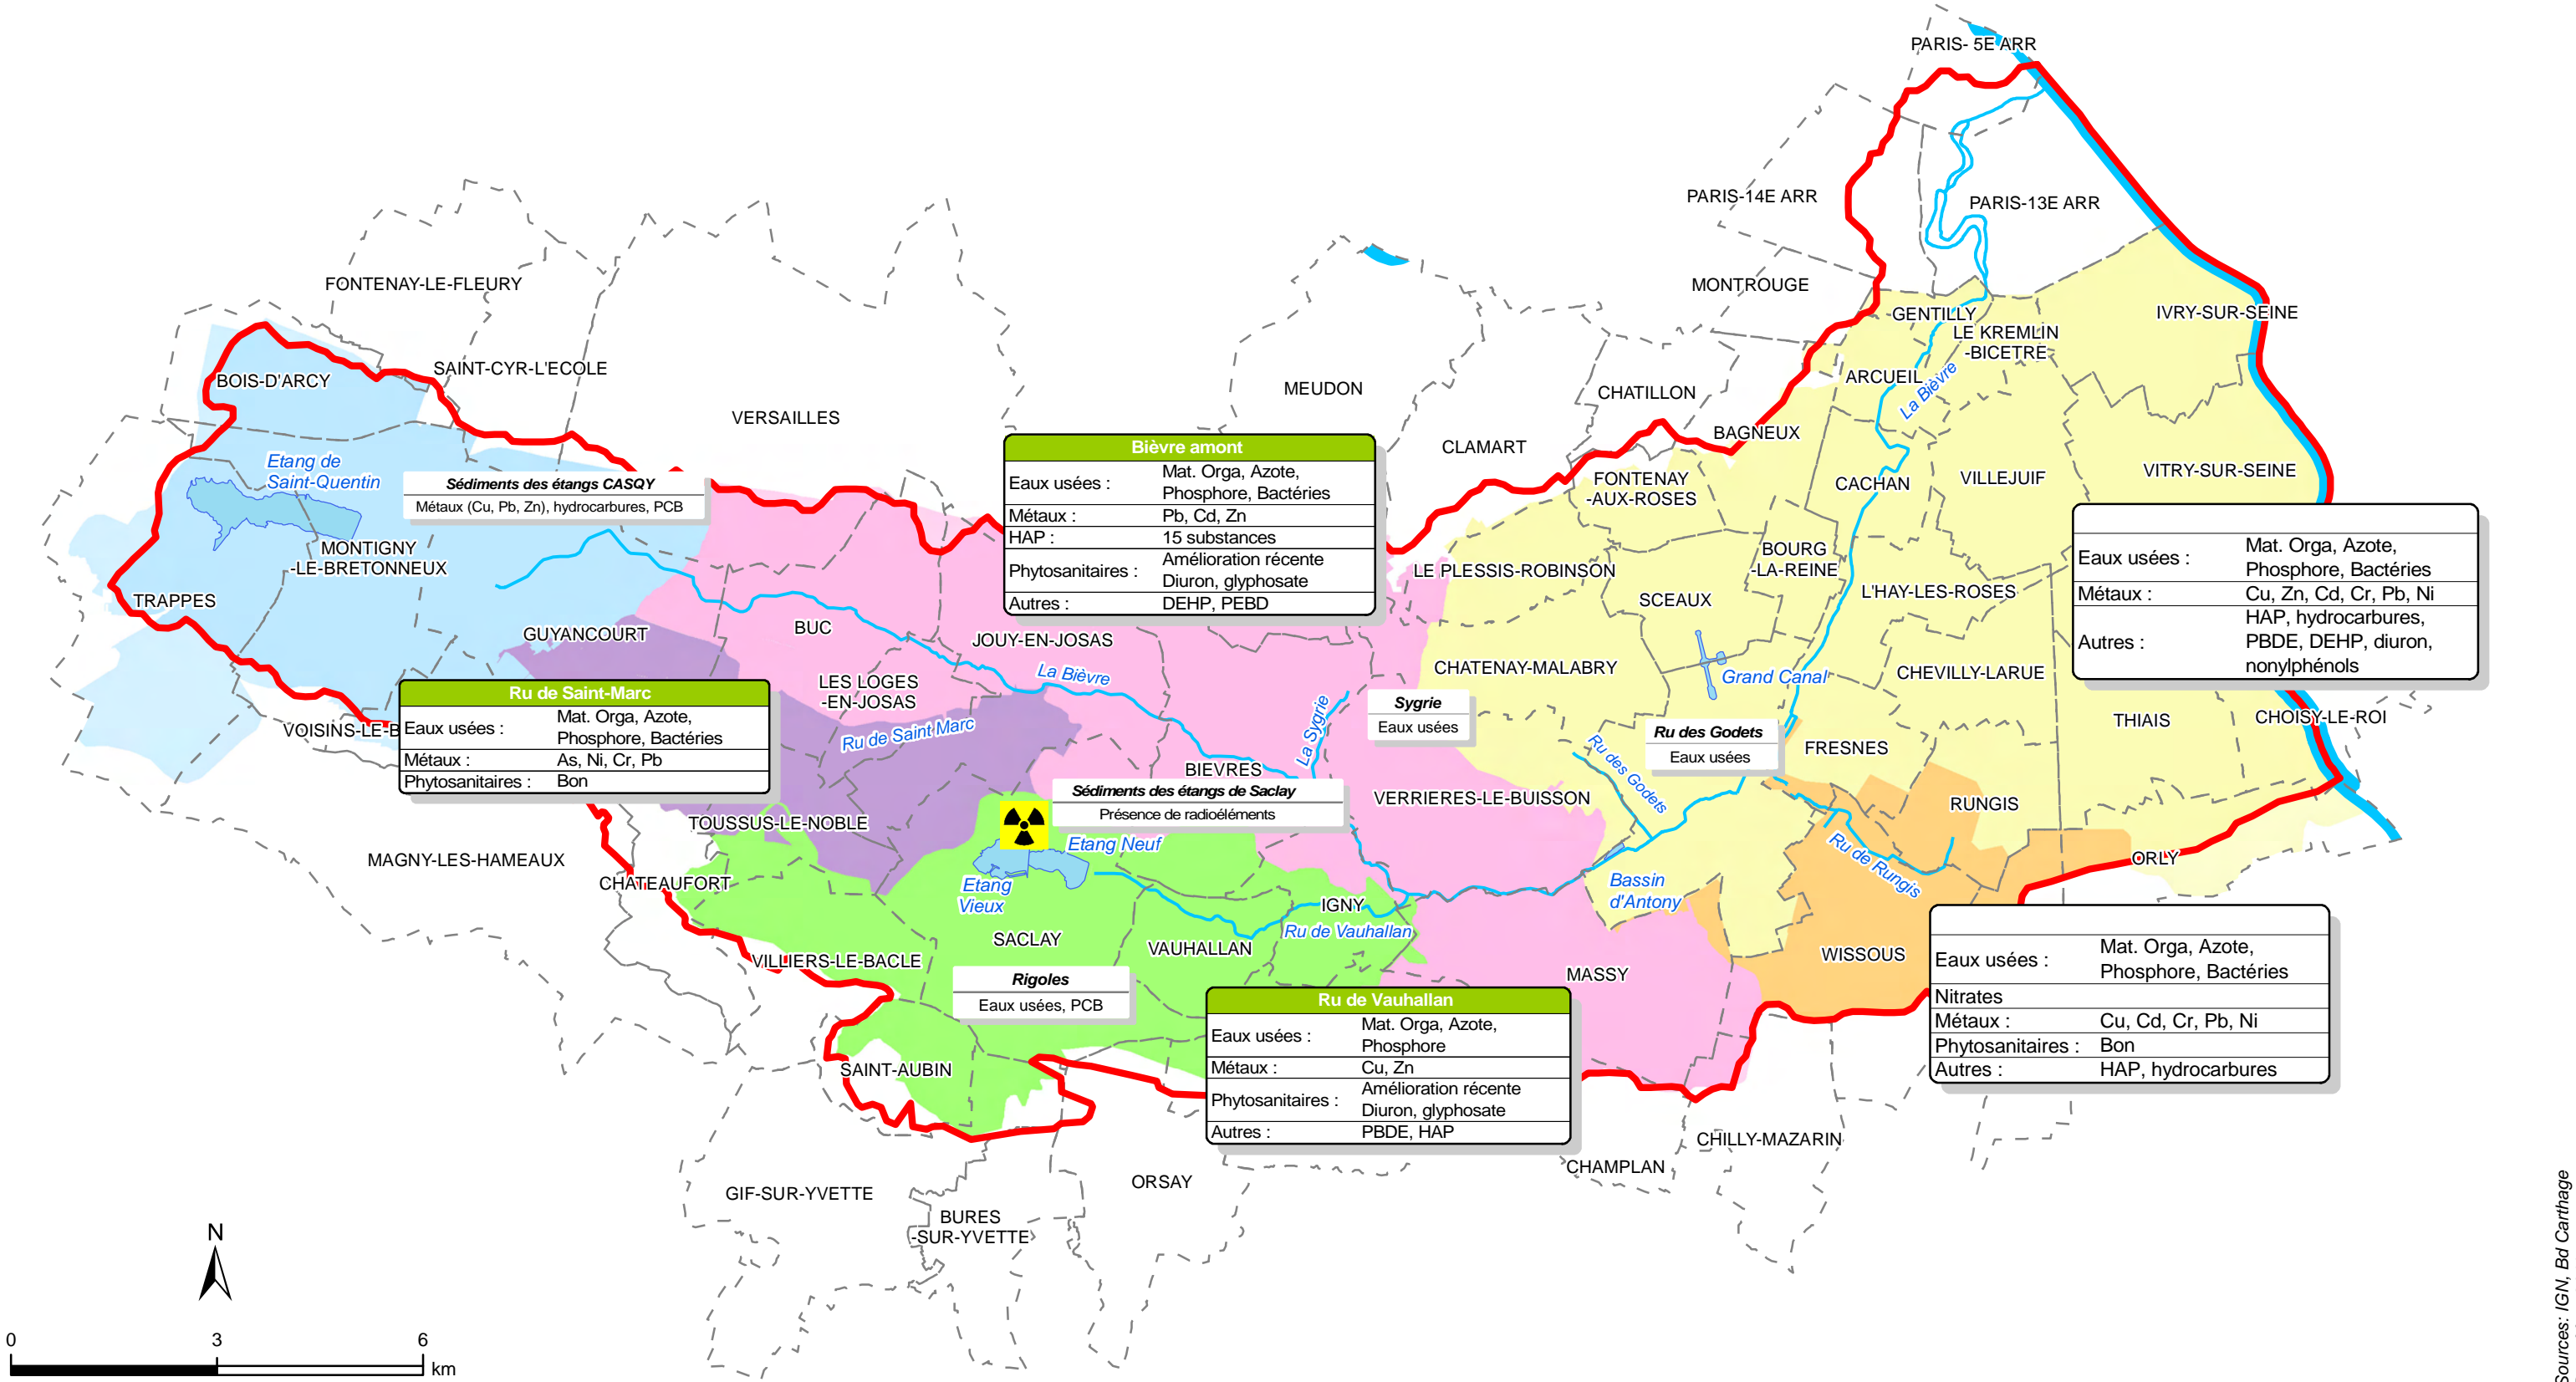 PARIS- 5E ARR
PARIS-14E ARR
PARIS-13E ARR
FONTENAY-LE-FLEURY
MONTROUGE
GENTILLY
IVRY-SUR-SEINE
LE KREMLIN
-BICETRE
SAINT-CYR-L'ECOLE
BOIS-D'ARCY
MEUDON
CHATILLON
ARCUEIL
La Bièvre
VERSAILLES
BAGNEUX
CLAMART
Etang de
Saint-Quentin
Sédiments des étangs CASQY
Métaux (Cu, Pb, Zn), hydrocarbures, PCB
Bièvre amont
Eaux usées : Mat. Orga, Azote,
Phosphore, Bactéries
Métaux : Pb, Cd, Zn
HAP : 15 substances
Phytosanitaires : Amélioration récente
Diuron, glyphosate
Autres : DEHP, PEBD
FONTENAY
-AUX-ROSES
CACHAN
VILLEJUIF
VITRY-SUR-SEINE
MONTIGNY
-LE-BRETONNEUX
TRAPPES
LE PLESSIS-ROBINSON
BOURG
-LA-REINE
SCEAUX
L'HAY-LES-ROSES
Eaux usées : Mat. Orga, Azote,
Phosphore, Bactéries
Métaux : Cu, Zn, Cd, Cr, Pb, Ni
Autres : HAP, hydrocarbures,
PBDE, DEHP, diuron,
nonylphénols
GUYANCOURT
BUC
JOUY-EN-JOSAS
La Bièvre
LES LOGES
-EN-JOSAS
CHATENAY-MALABRY
Grand Canal
CHEVILLY-LARUE
THIAIS
CHOISY-LE-ROI
VOISINS-LE-B
Ru de Saint-Marc
Eaux usées : Mat. Orga, Azote,
Phosphore, Bactéries
Métaux : As, Ni, Cr, Pb
Phytosanitaires : Bon
Ru de Saint Marc
La Sygrie
Sygrie
Eaux usées
Ru des Godets
Eaux usées
Ru des Godets
FRESNES
BIEVRES
Sédiments des étangs de Saclay
Présence de radioéléments
VERRIERES-LE-BUISSON
RUNGIS
TOUSSUS-LE-NOBLE
Etang Neuf
Etang
Vieux
MAGNY-LES-HAMEAUX
CHATEAUFORT
Ru de Rungis
ORLY
Bassin
d'Antony
IGNY
Ru de Vauhallan
SACLAY
VAUHALLAN
VILLIERS-LE-BACLE
WISSOUS
MASSY
Rigoles
Eaux usées, PCB
Eaux usées : Mat. Orga, Azote,
Phosphore, Bactéries
Nitrates
Métaux : Cu, Cd, Cr, Pb, Ni
Phytosanitaires : Bon
Autres : HAP, hydrocarbures
Ru de Vauhallan
Eaux usées : Mat. Orga, Azote,
Phosphore
Métaux : Cu, Zn
Phytosanitaires : Amélioration récente
Diuron, glyphosate
Autres : PBDE, HAP
SAINT-AUBIN
CHILLY-MAZARIN
CHAMPLAN
ORSAY
GIF-SUR-YVETTE
BURES
-SUR-YVETTE
N
0 3 6
km
Sources: IGN, Bd Carthage